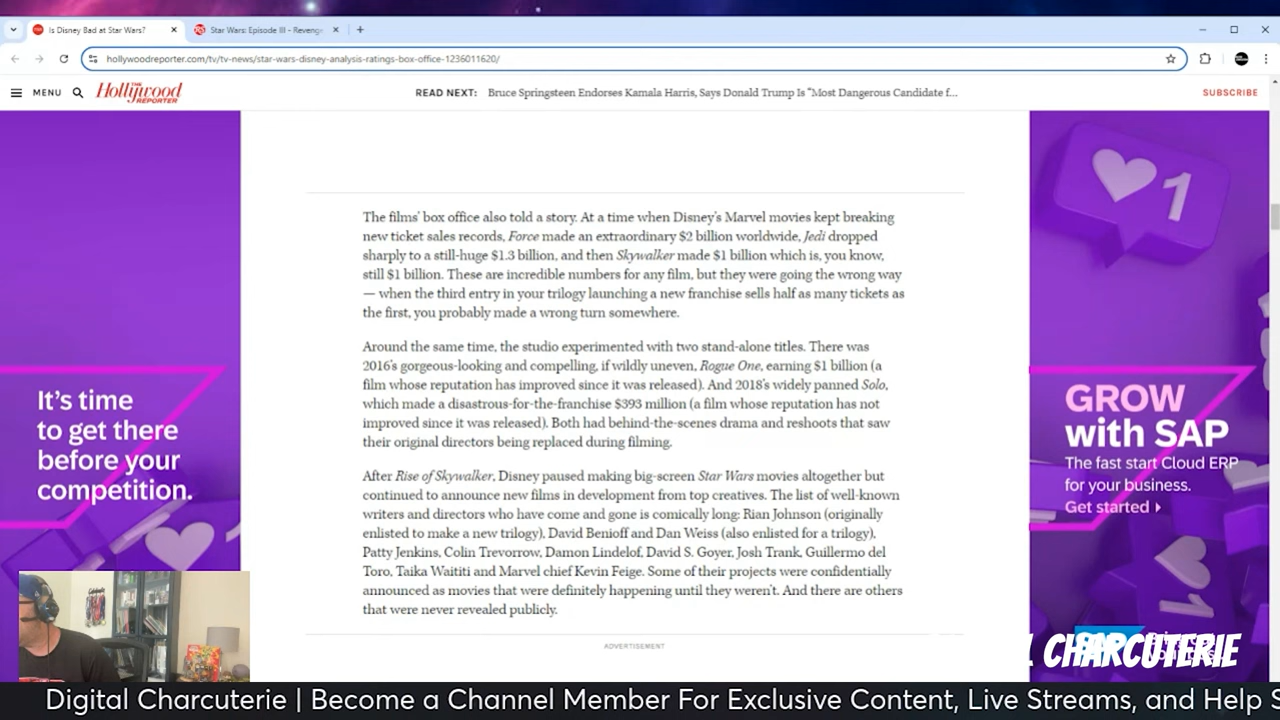 Is Disney Bad at Star Wars?
Star Wars: Episode III - Reveng
hollywoodreporter.com/tv/tv-news/star-wars-disney-analysis-ratings-box-office-1236011620/
MENU
THE
Hollywood
REPORTER
READ NEXT: Bruce Springsteen Endorses Kamala Harris, Says Donald Trump Is “Most Dangerous Candidate f...
SUBSCRIBE
The films’ box office also told a story. At a time when Disney’s Marvel movies kept breaking
new ticket sales records, Force made an extraordinary $2 billion worldwide, Jedi dropped
sharply to a still-huge $1.3 billion, and then Skywalker made $1 billion which is, you know,
still $1 billion. These are incredible numbers for any film, but they were going the wrong way
— when the third entry in your trilogy launching a new franchise sells half as many tickets as
the first, you probably made a wrong turn somewhere.
Around the same time, the studio experimented with two stand-alone titles. There was
2016’s gorgeous-looking and compelling, if wildly uneven, Rogue One, earning $1 billion (a
film whose reputation has improved since it was released). And 2018’s widely panned Solo,
which made a disastrous-for-the-franchise $393 million (a film whose reputation has not
improved since it was released). Both had behind-the-scenes drama and reshoots that saw
their original directors being replaced during filming.
After Rise of Skywalker, Disney paused making big-screen Star Wars movies altogether but
continued to announce new films in development from top creatives. The list of well-known
writers and directors who have come and gone is comically long: Rian Johnson (originally
enlisted to make a new trilogy), David Benioff and Dan Weiss (also enlisted for a trilogy),
Patty Jenkins, Colin Trevorrow, Damon Lindelof, David S. Goyer, Josh Trank, Guillermo del
Toro, Taika Waititi and Marvel chief Kevin Feige. Some of their projects were confidentially
announced as movies that were definitely happening until they weren’t. And there are others
that were never revealed publicly.
ADVERTISEMENT
It’s time
to get there
before your
competition.
1
GROW
with SAP
The fast start Cloud ERP
for your business.
Get started
CHARCUTERIE
Digital Charcuterie | Become a Channel Member For Exclusive Content, Live Streams, and Help S